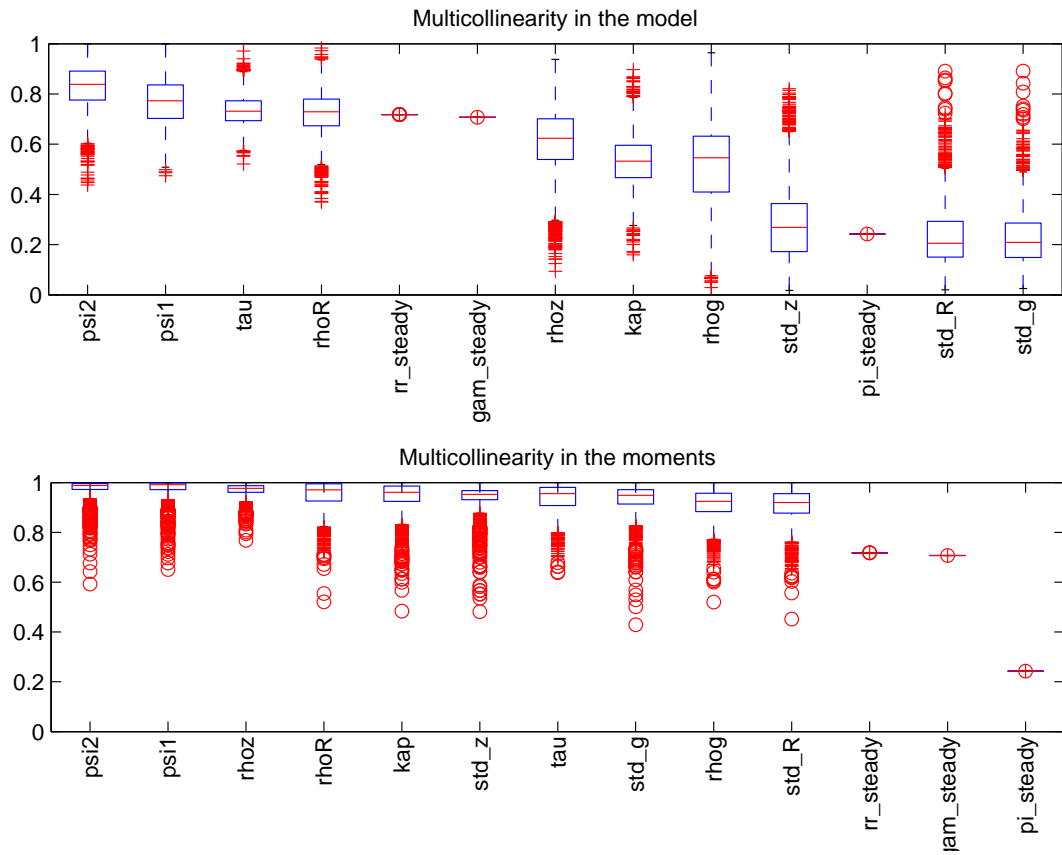 Multicollinearity in the model
1
0.8
0.6
0.4
0.2
0
psi2
psi1
tau
rhoR
rr_steady
gam_steady
rhoz
kap
rhog
std_z
pi_steady
std_R
std_g
Multicollinearity in the moments
1
0.8
0.6
0.4
0.2
0
psi2
psi1
rhoz
rhoR
kap
std_z
tau
std_g
rhog
std_R
rr_steady
gam_steady
pi_steady